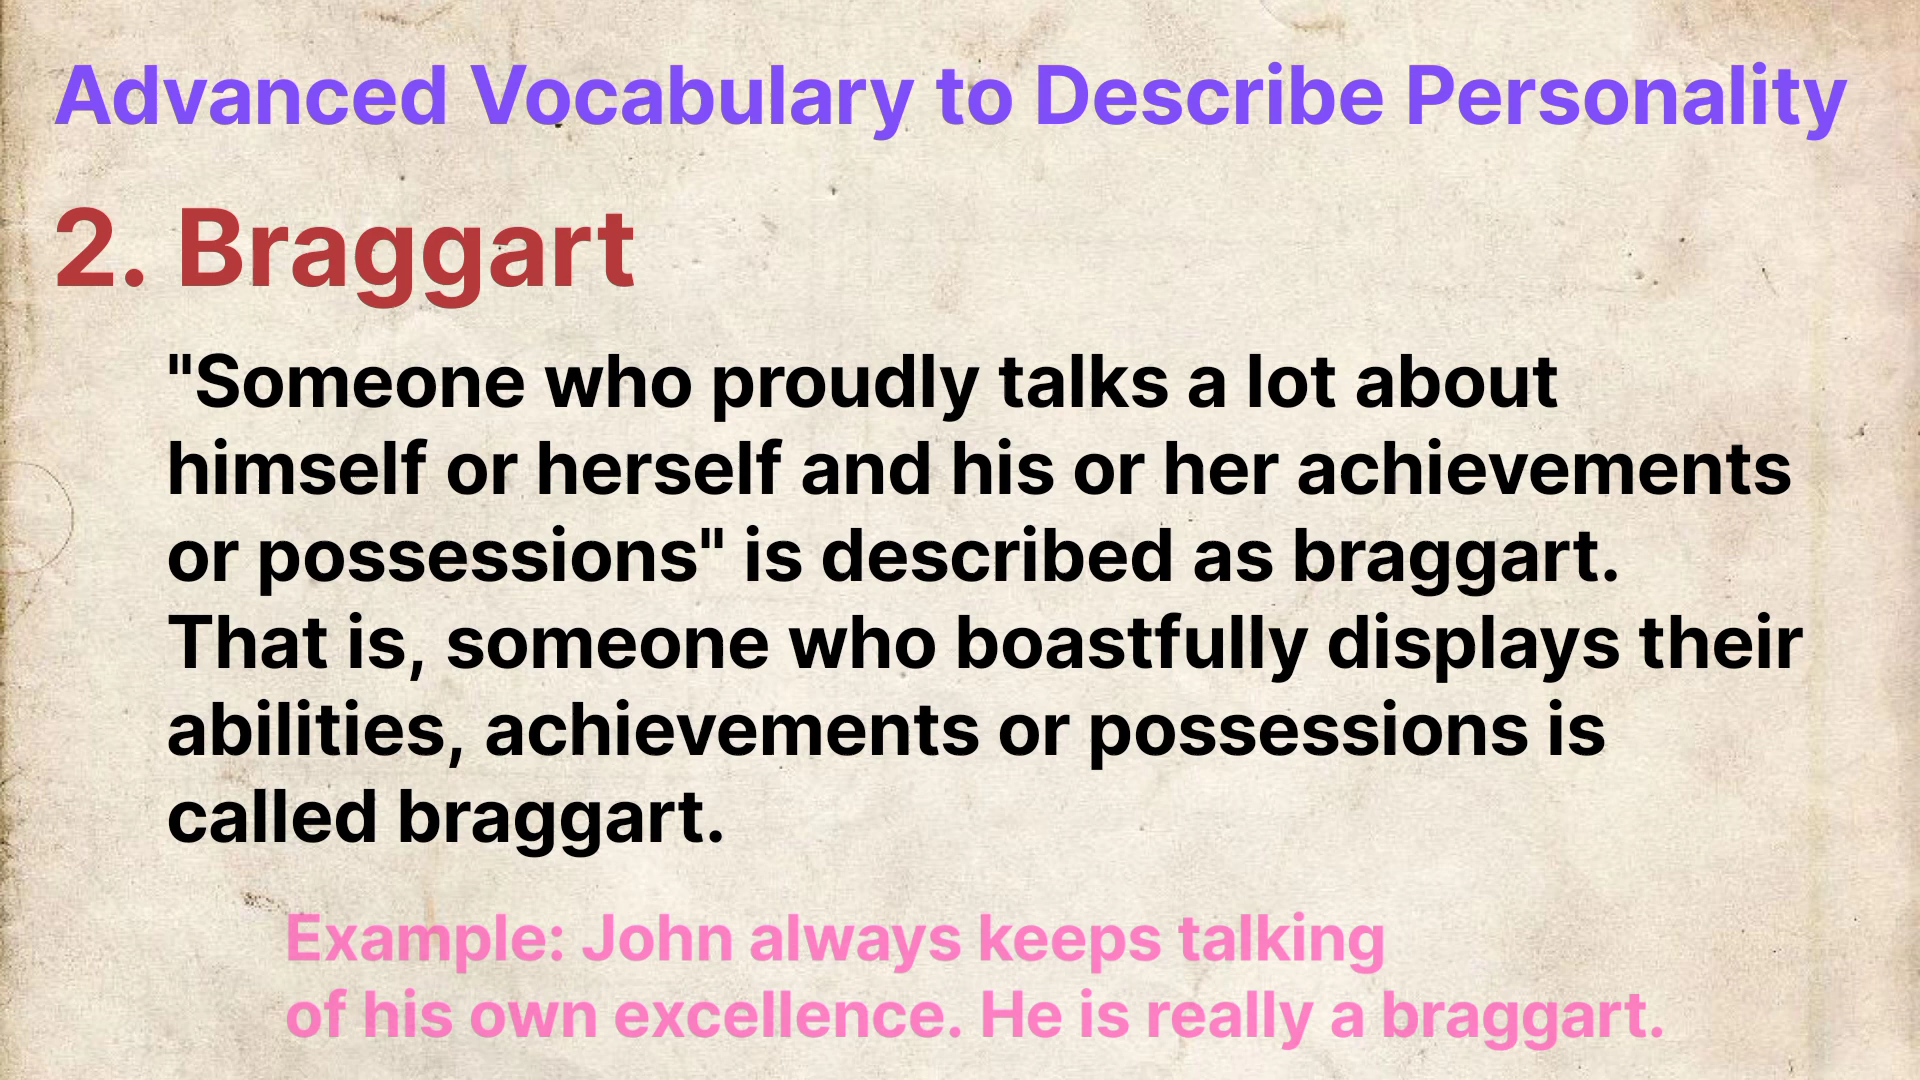 Advanced Vocabulary to Describe Personality
2. Braggart
"Someone who proudly talks a lot about
himself or herself and his or her achievements
or possessions" is described as braggart.
That is, someone who boastfully displays their
abilities, achievements or possessions is
called braggart.
Example: John always keeps talking
of his own excellence. He is really a braggart.